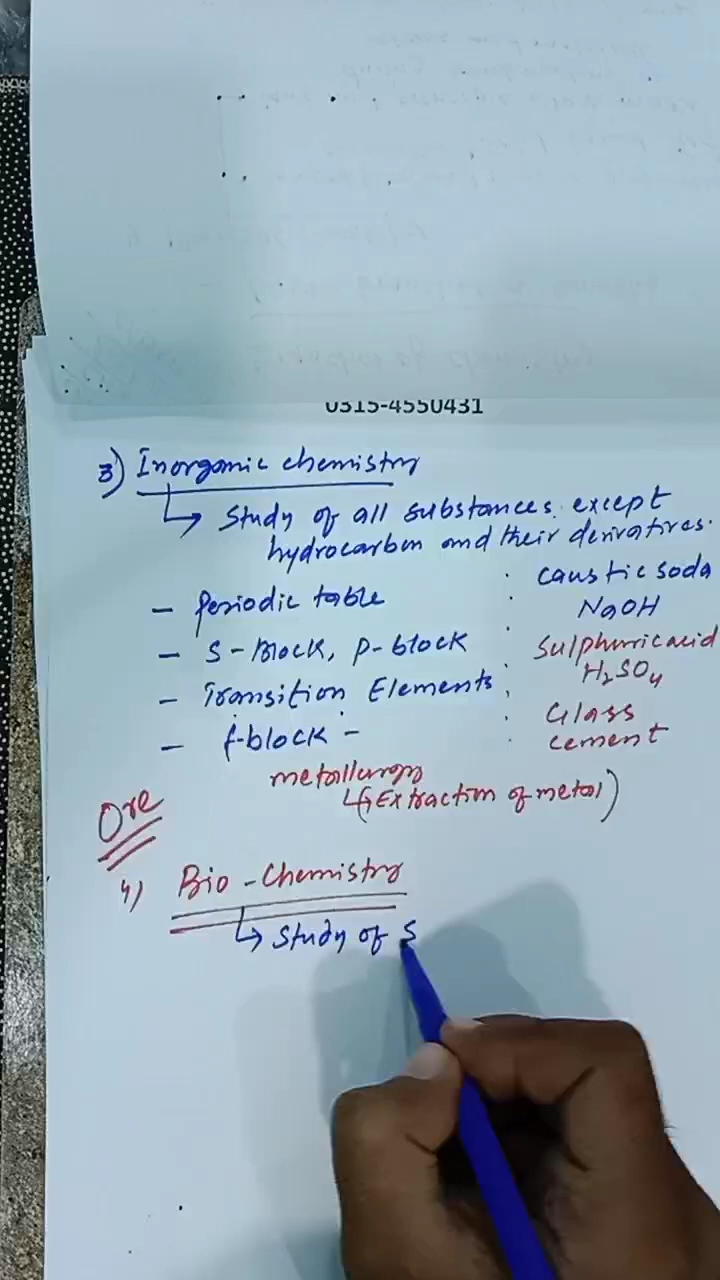 0315-4550431
3) Inorganic chemistry
↳ Study of all substances except
hydrocarbon and their derivatives.
- Periodic table
- S-Block, P-block
- Transition Elements
- f-block -
caustic soda
NaOH
Sulphuric acid
H₂SO₄
Glass
cement
metallurgy
↳(Extraction of metal)
Ore
4) Bio-Chemistry
↳ Study of S